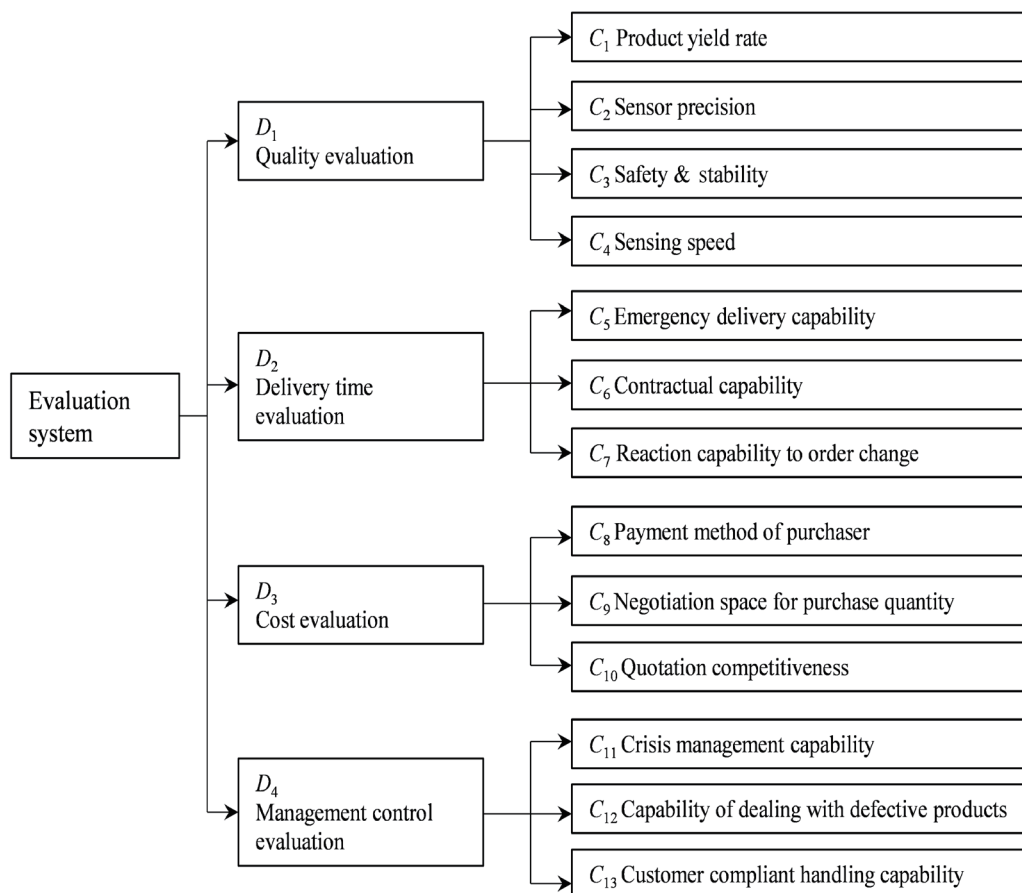 C₁ Product yield rate
C₂ Sensor precision
D₁
Quality evaluation
C₃ Safety & stability
C₄ Sensing speed
C₅ Emergency delivery capability
D₂
Delivery time
evaluation
C₆ Contractual capability
Evaluation
system
C₇ Reaction capability to order change
C₈ Payment method of purchaser
D₃
Cost evaluation
C₉ Negotiation space for purchase quantity
C₁₀ Quotation competitiveness
C₁₁ Crisis management capability
D₄
Management control
evaluation
C₁₂ Capability of dealing with defective products
C₁₃ Customer compliant handling capability